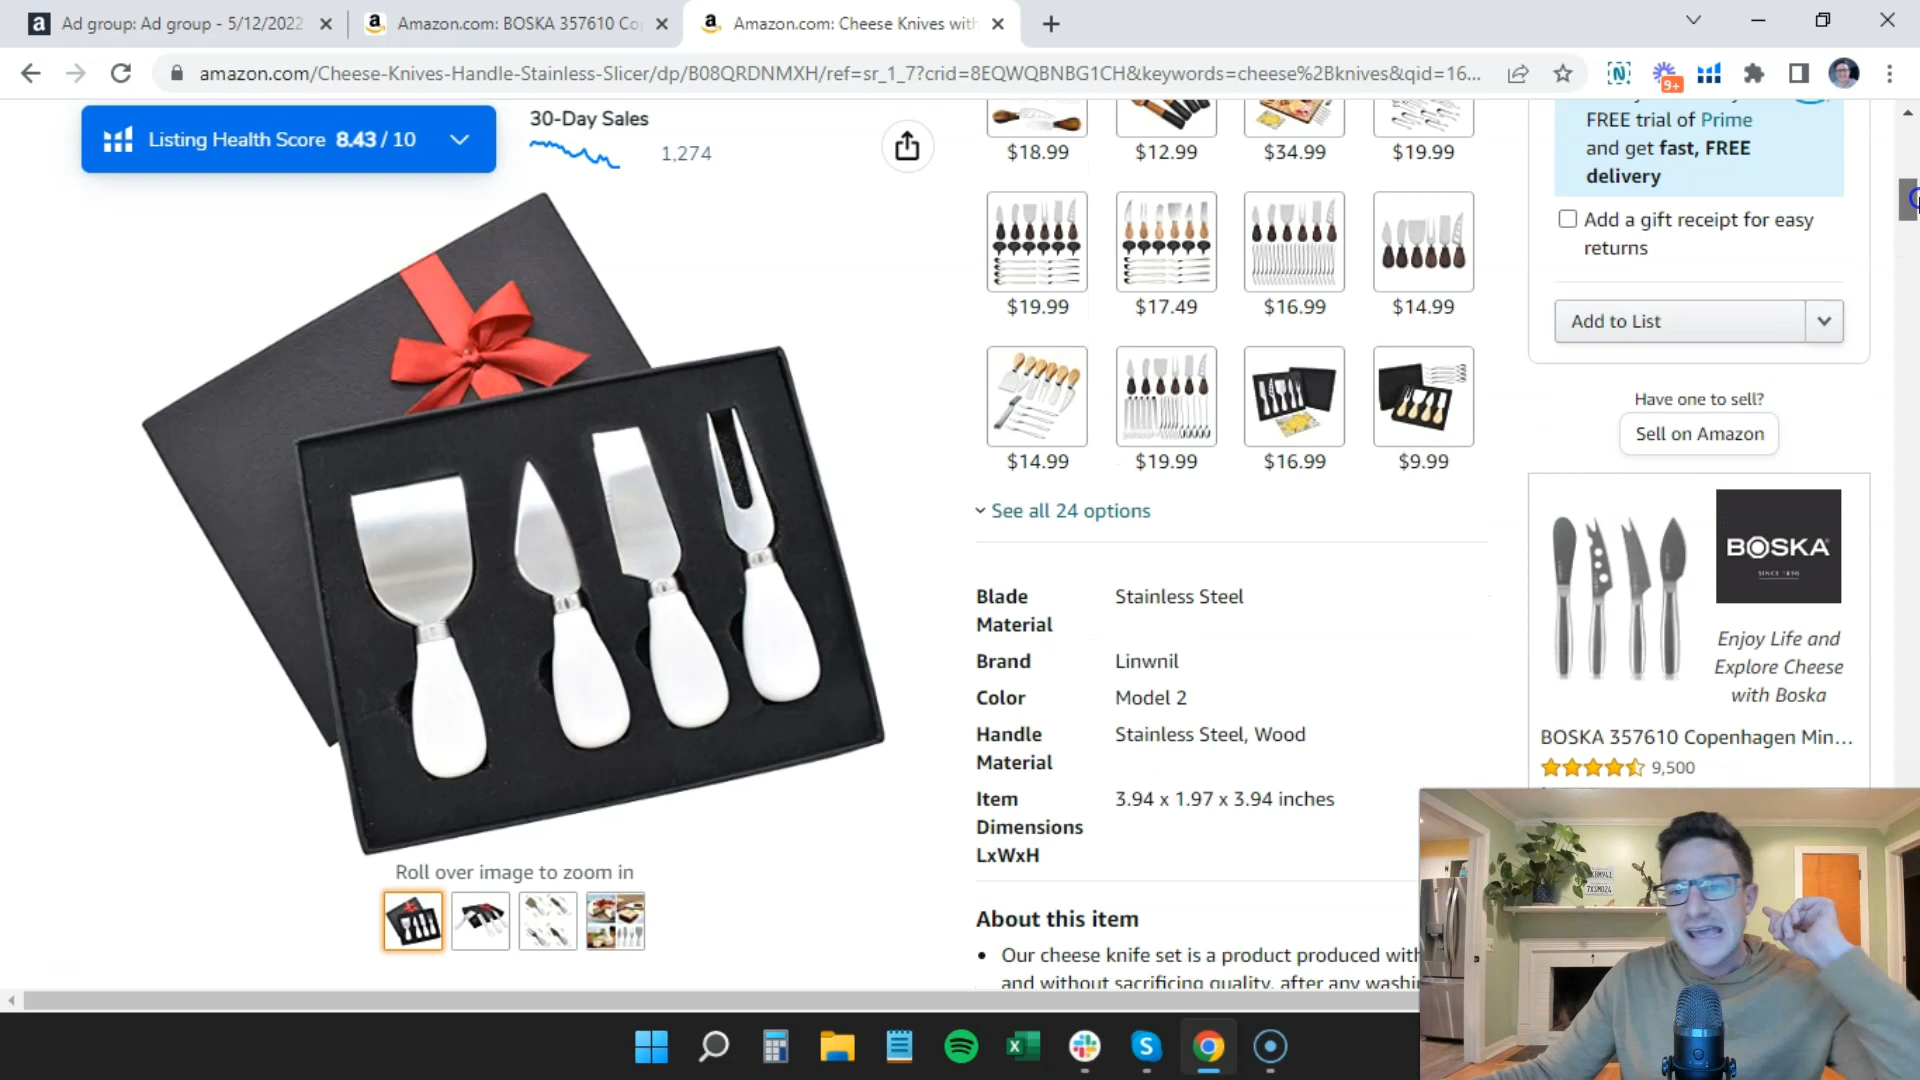 Ad group: Ad group - 5/12/2022
Amazon.com: BOSKA 357610 Co
Amazon.com: Cheese Knives with
amazon.com/Cheese-Knives-Handle-Stainless-Slicer/dp/B08QRDNMXH/ref=sr_1_7?crid=8EQWQBNBG1CH&keywords=cheese%2Bknives&qid=16...
9+
Listing Health Score 8.43 / 10
30-Day Sales
1,274
$18.99
$12.99
$34.99
$19.99
$19.99
$17.49
$16.99
$14.99
$14.99
$19.99
$16.99
$9.99
See all 24 options
Blade
Material
Stainless Steel
Brand
Linwnil
Color
Model 2
Handle
Material
Stainless Steel, Wood
Item
Dimensions
LxWxH
3.94 x 1.97 x 3.94 inches
About this item
Our cheese knife set is a product produced with
and without sacrificing quality, after any washi
Roll over image to zoom in
FREE trial of Prime
and get fast, FREE
delivery
Add a gift receipt for easy
returns
Add to List
Have one to sell?
Sell on Amazon
BOSKA
Enjoy Life and
Explore Cheese
with Boska
BOSKA 357610 Copenhagen Min...
9,500